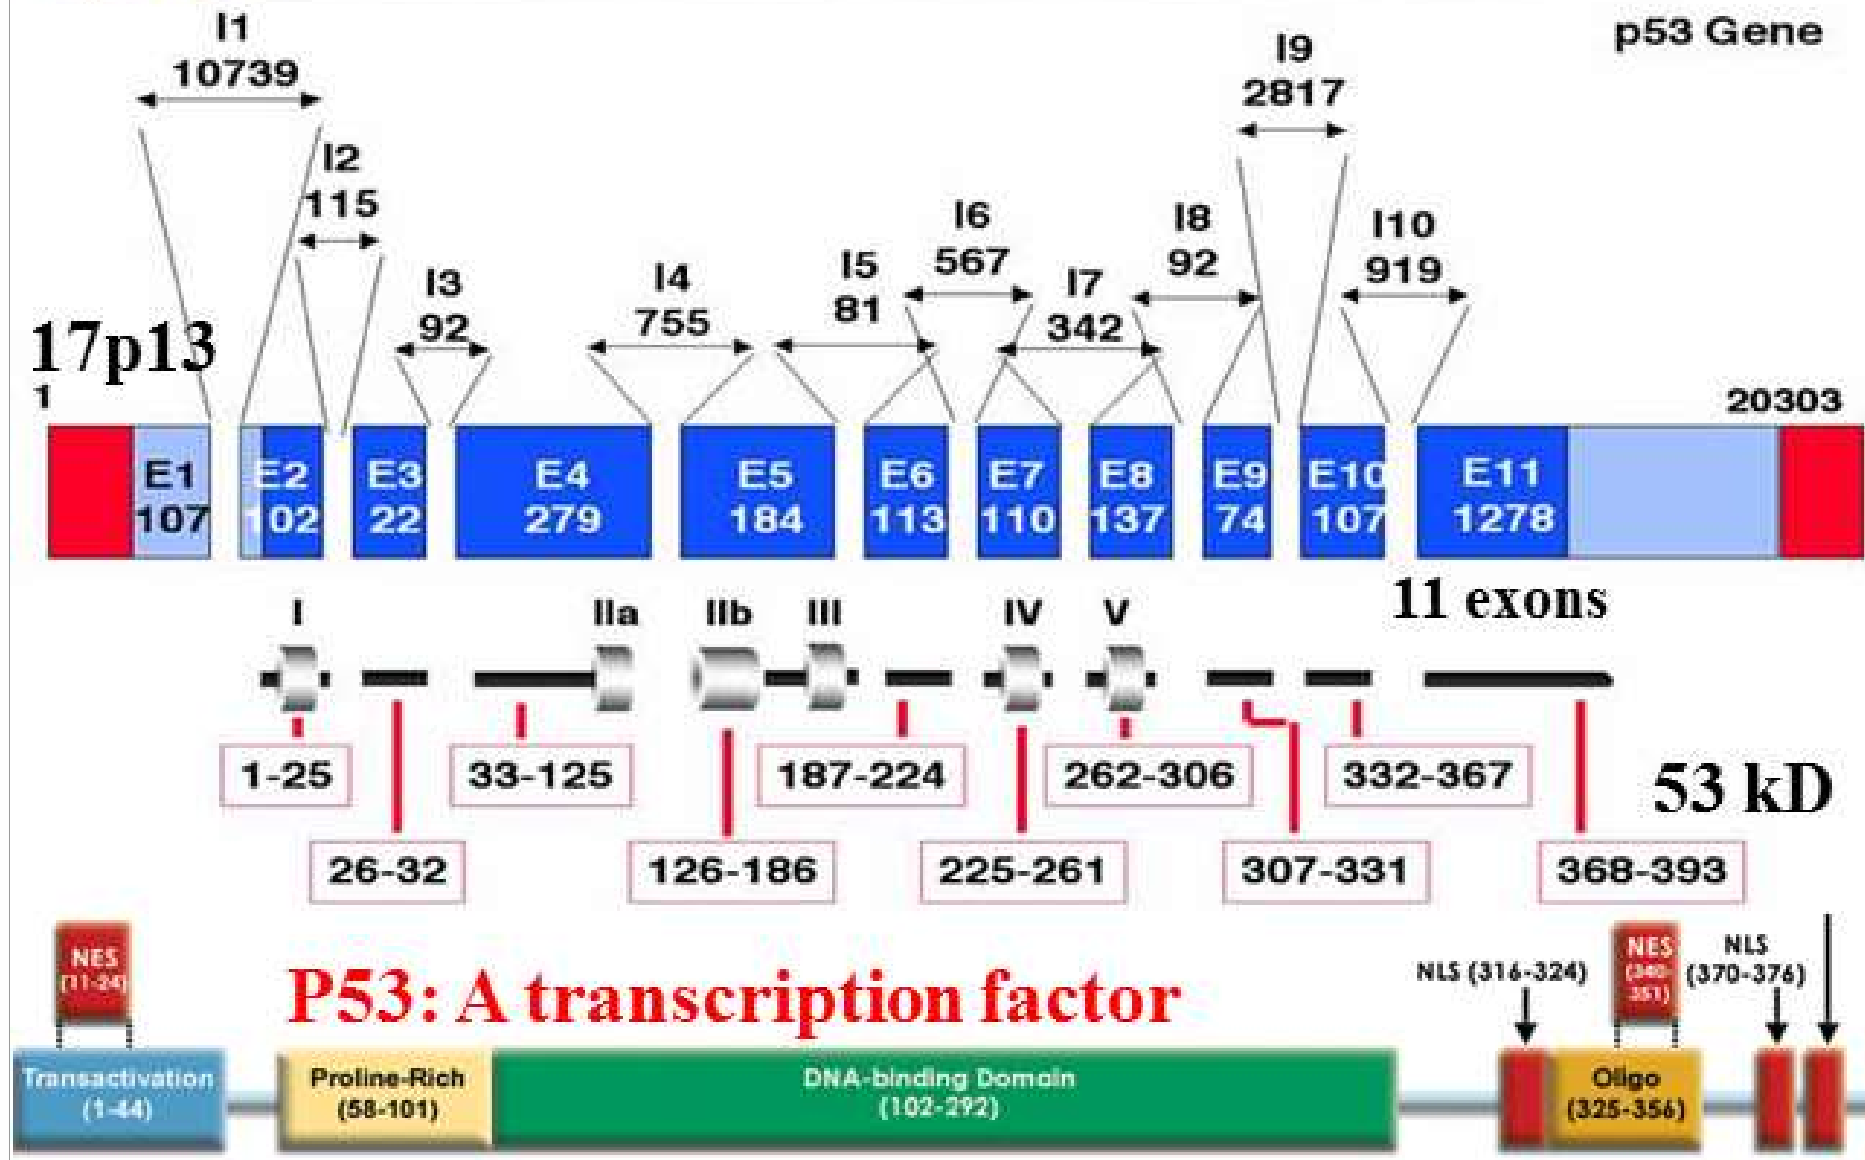 p53 Gene
I1
10739
I2
115
I3
92
I4
755
I5
81
I6
567
I7
342
I8
92
I9
2817
I10
919
17p13
1
20303
E1
107
E2
102
E3
22
E4
279
E5
184
E6
113
E7
110
E8
137
E9
74
E10
107
E11
1278
11 exons
I
IIa
IIb
III
IV
V
1-25
33-125
187-224
262-306
332-367
53 kD
26-32
126-186
225-261
307-331
368-393
NES
(11-24)
P53: A transcription factor
NLS (316-324)
NES
(340-
351)
NLS
(370-376)
Transactivation
(1-44)
Proline-Rich
(58-101)
DNA-binding Domain
(102-292)
Oligo
(325-356)